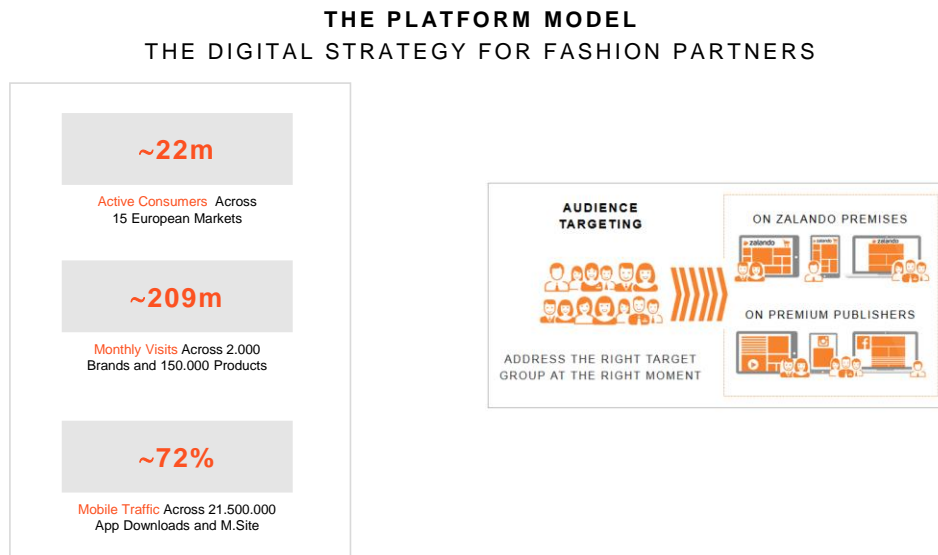 THE PLATFORM MODEL
THE DIGITAL STRATEGY FOR FASHION PARTNERS
~22m
Active Consumers Across
15 European Markets
~209m
Monthly Visits Across 2.000
Brands and 150.000 Products
~72%
Mobile Traffic Across 21.500.000
App Downloads and M.Site
AUDIENCE
TARGETING
ADDRESS THE RIGHT TARGET
GROUP AT THE RIGHT MOMENT
ON ZALANDO PREMISES
zalando
zalando
zalando
ON PREMIUM PUBLISHERS